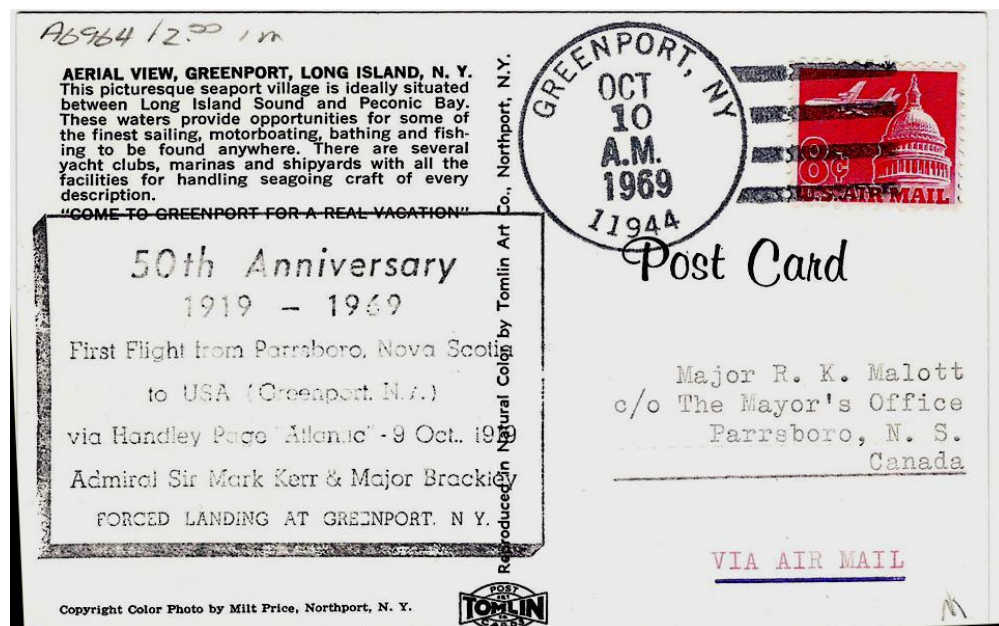 A6964 12.00
AERIAL VIEW, GREENPORT, LONG ISLAND, N. Y.
This picturesque seaport village is ideally situated
between Long Island Sound and Peconic Bay.
These waters provide opportunities for some of
the finest sailing, motorboating, bathing and fish-
ing to be found anywhere. There are several
yacht clubs, marinas and shipyards with all the
facilities for handling seagoing craft of every
description.
"COME TO GREENPORT FOR A REAL VACATION"
50th Anniversary
1919 - 1969
First Flight from Parrsboro, Nova Scotia
to USA (Greenport. N.Y.)
via Handley Page "Atlantic" - 9 Oct.. 1919
Admiral Sir Mark Kerr & Major Brackley
FORCED LANDING AT GREENPORT. N Y.
Copyright Color Photo by Milt Price, Northport, N. Y.
Reproduced in Natural Color by Tomlin Art Co., Northport, N.Y.
POST
ART
TOMLIN
CARDS
GREENPORT, NY
OCT
10
A.M.
1969
11944
8¢
U.S. AIR MAIL
Post Card
Major R. K. Malott
c/o The Mayor's Office
Parrsboro, N. S.
Canada
VIA AIR MAIL